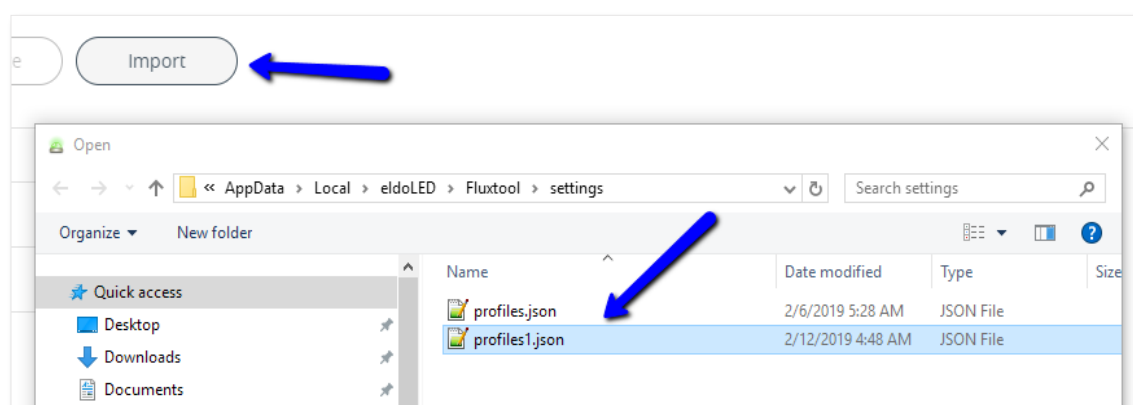 e
Import
Open
« AppData > Local > eldoLED > Fluxtool > settings
Search settings
Organize
New folder
?
Name
Date modified
Type
Size
Quick access
profiles.json
2/6/2019 5:28 AM
JSON File
Desktop
profiles1.json
2/12/2019 4:48 AM
JSON File
Downloads
Documents